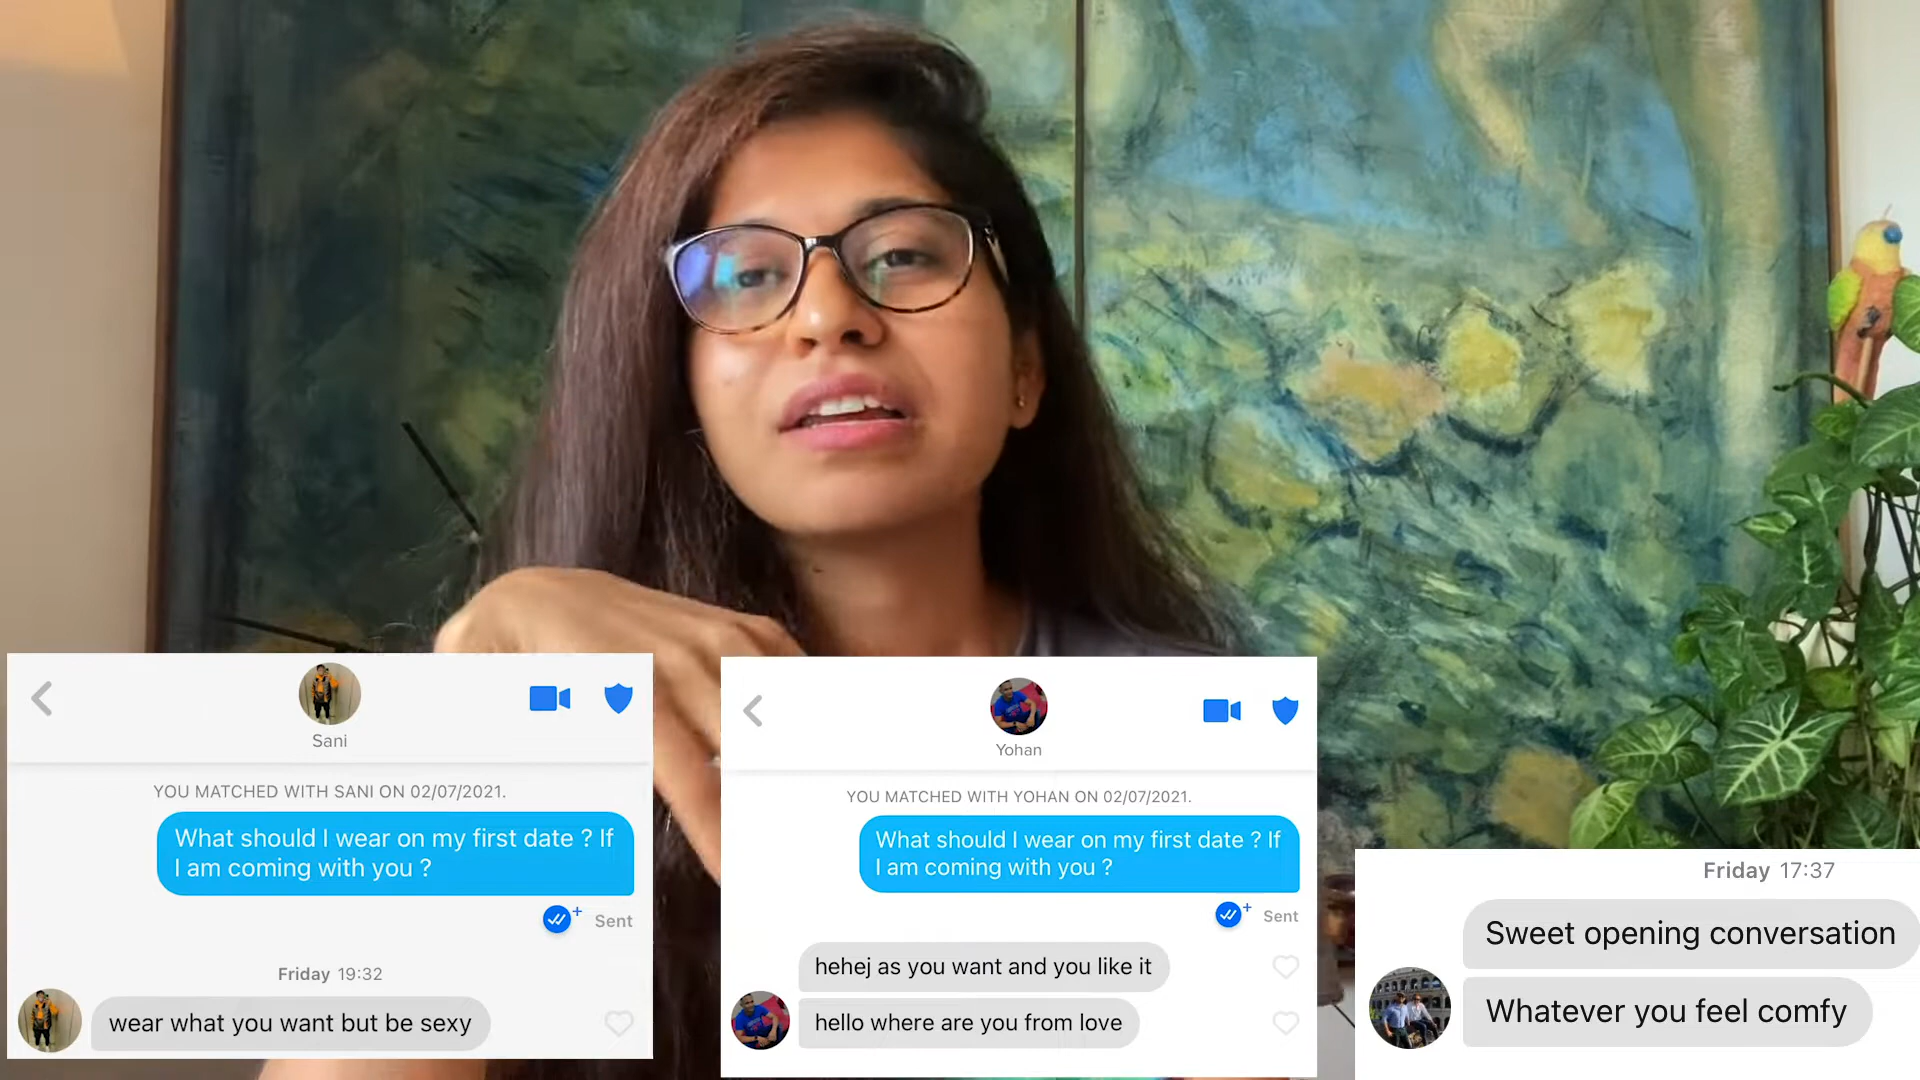 Sani
YOU MATCHED WITH SANI ON 02/07/2021.
What should I wear on my first date ? If
I am coming with you ?
Sent
Friday 19:32
wear what you want but be sexy
Yohan
YOU MATCHED WITH YOHAN ON 02/07/2021.
What should I wear on my first date ? If
I am coming with you ?
Sent
hehej as you want and you like it
hello where are you from love
Friday 17:37
Sweet opening conversation
Whatever you feel comfy